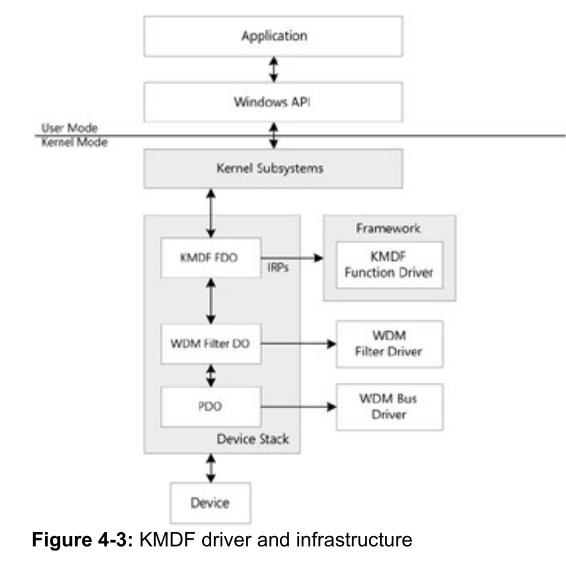 Application
Windows API
User Mode
Kernel Mode
Kernel Subsystems
Framework
KMDF FDO
IRPs
KMDF
Function Driver
WDM Filter DO
WDM
Filter Driver
PDO
WDM Bus
Driver
Device Stack
Device
Figure 4-3: KMDF driver and infrastructure